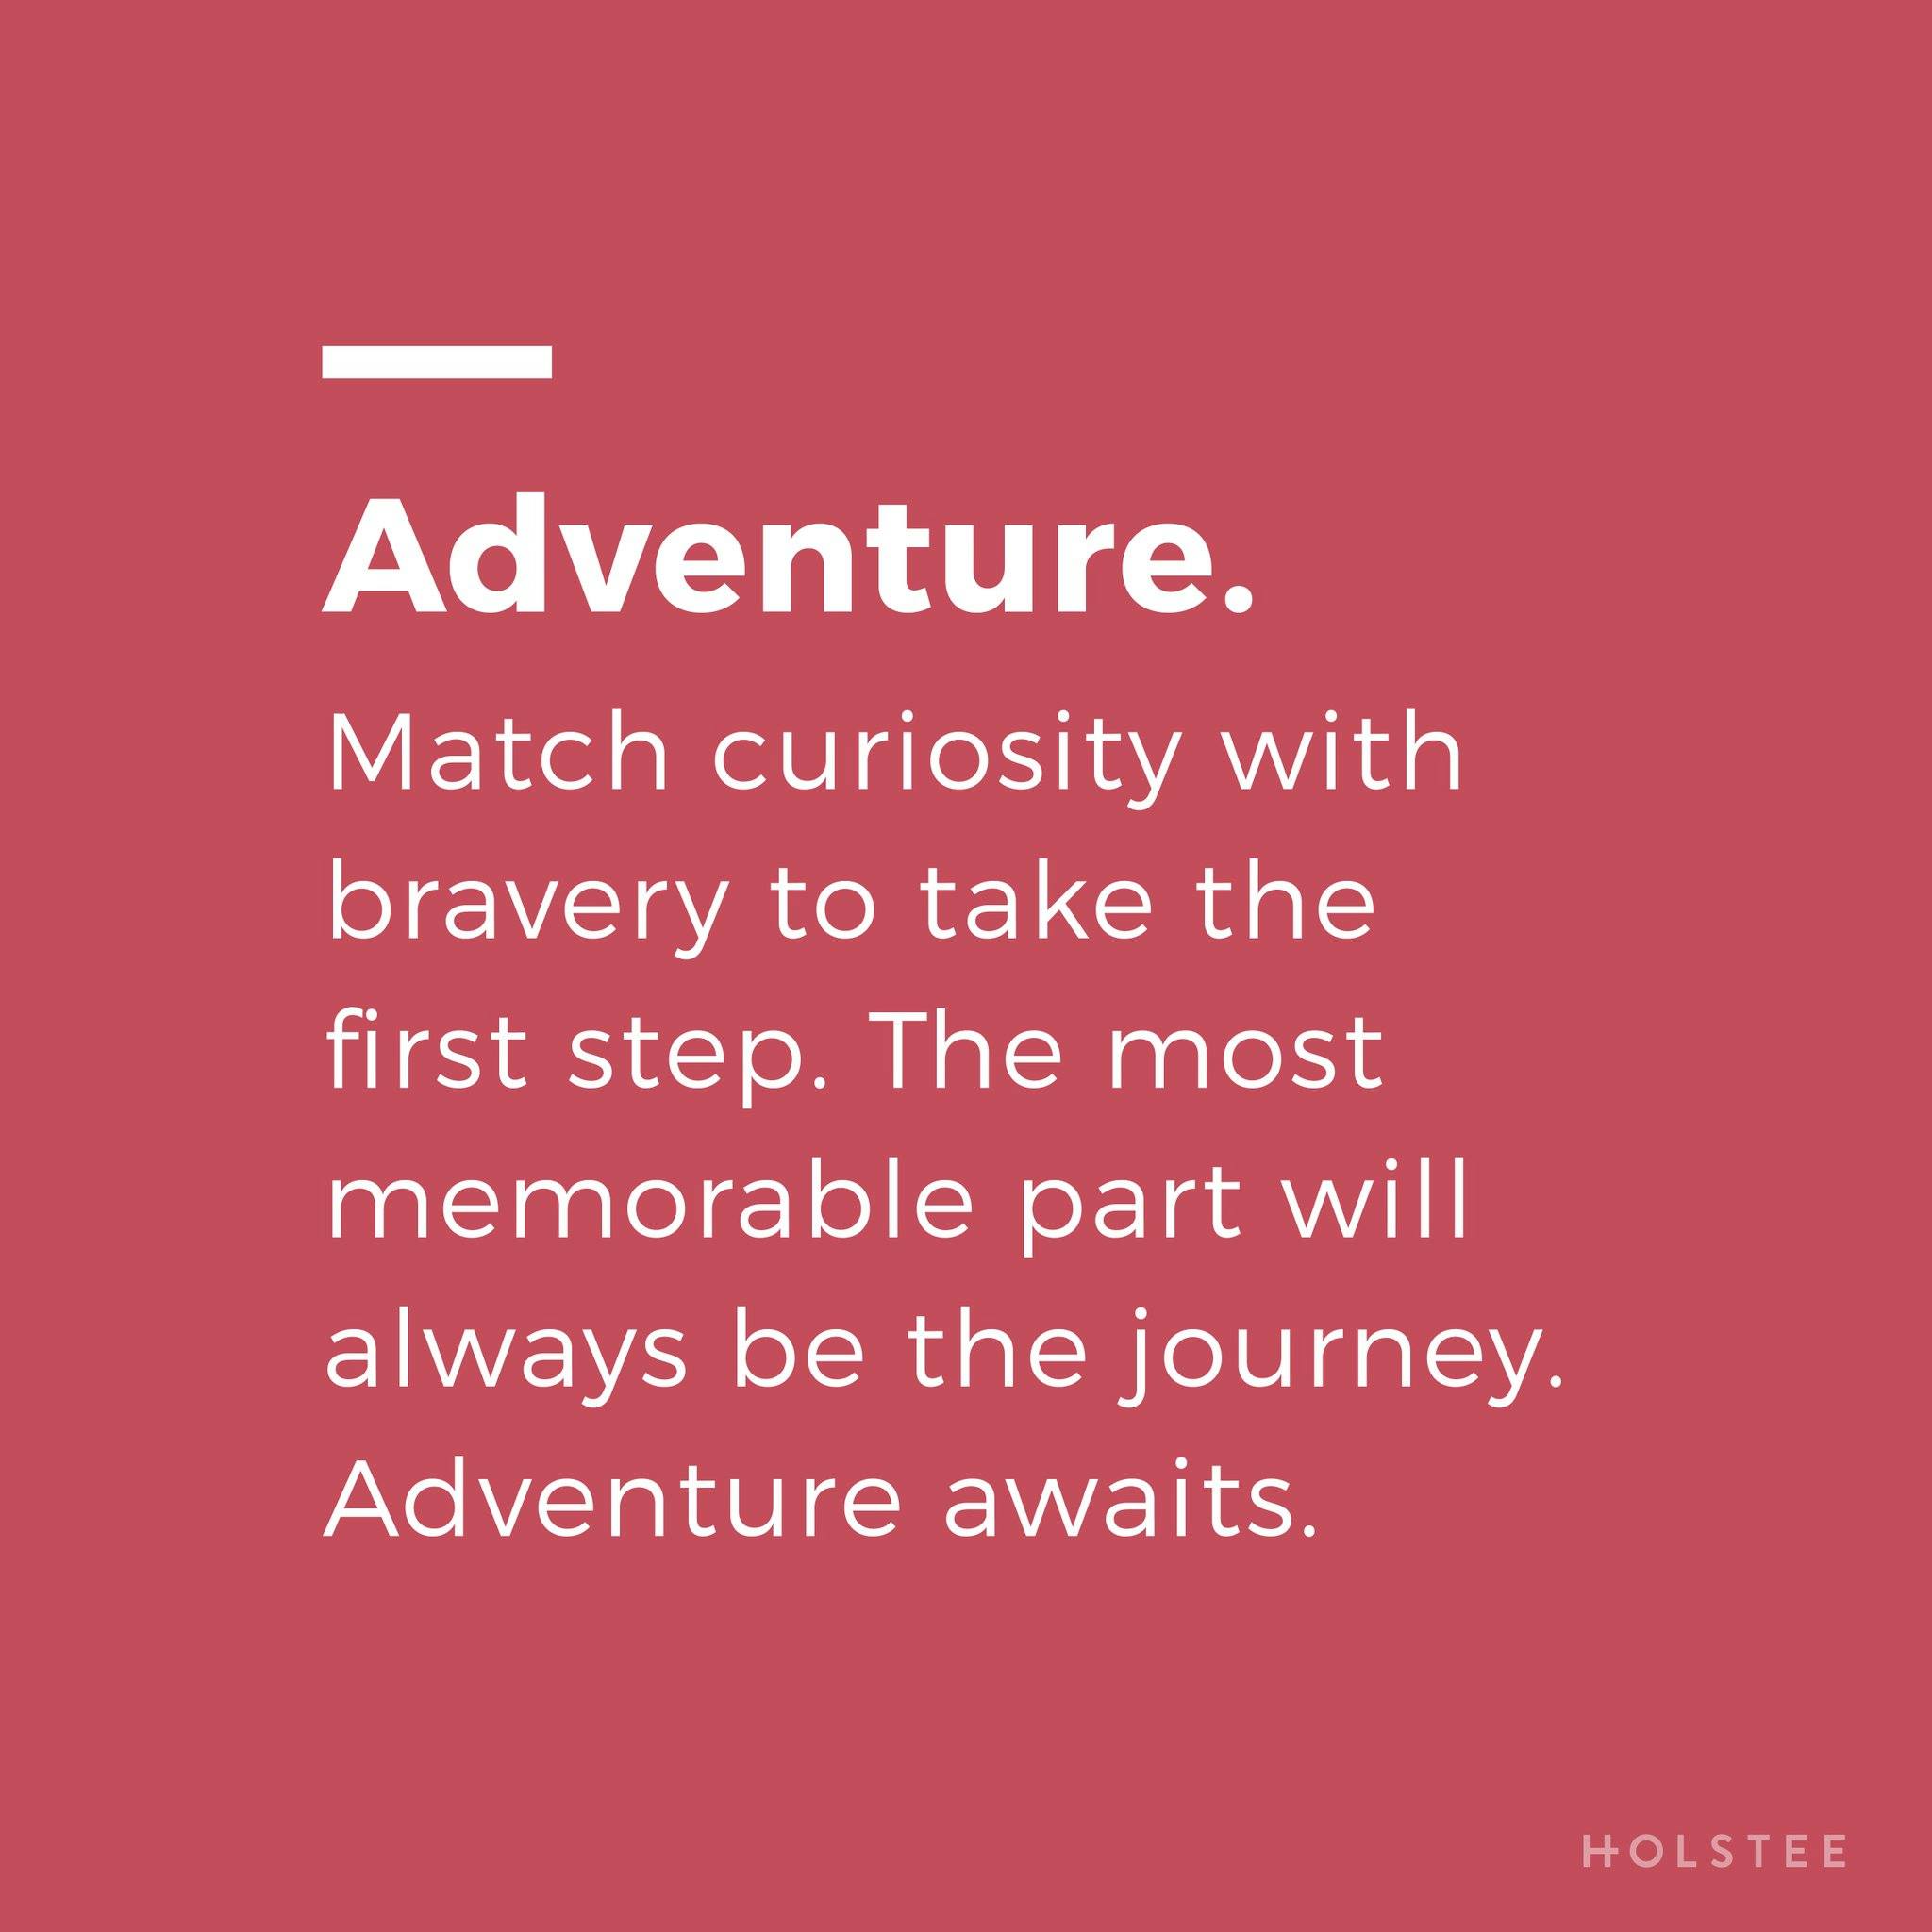 Adventure.
Match curiosity with
bravery to take the
first step. The most
memorable part will
always be the journey.
Adventure awaits.
HOLSTEE